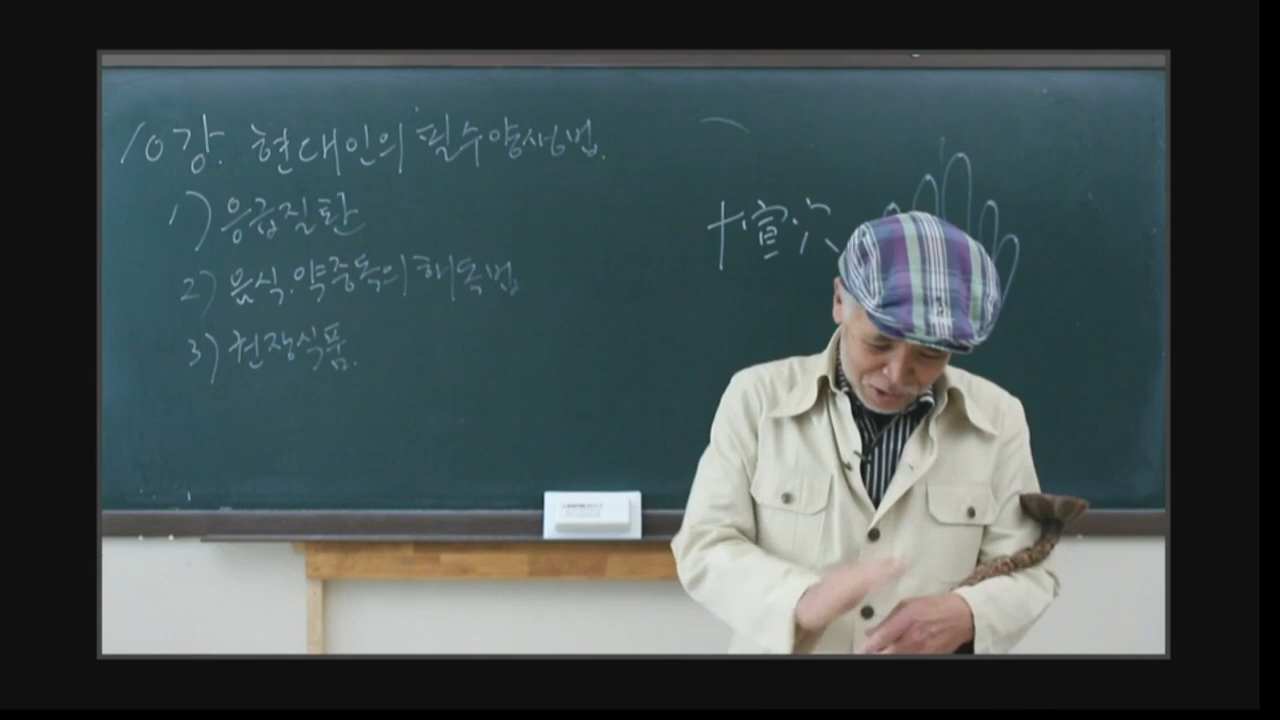 10강. 현대인의 필수양생법.
1) 응급질환
2) 음식.약중독의 해독법
3) 권장식품.
十宣穴